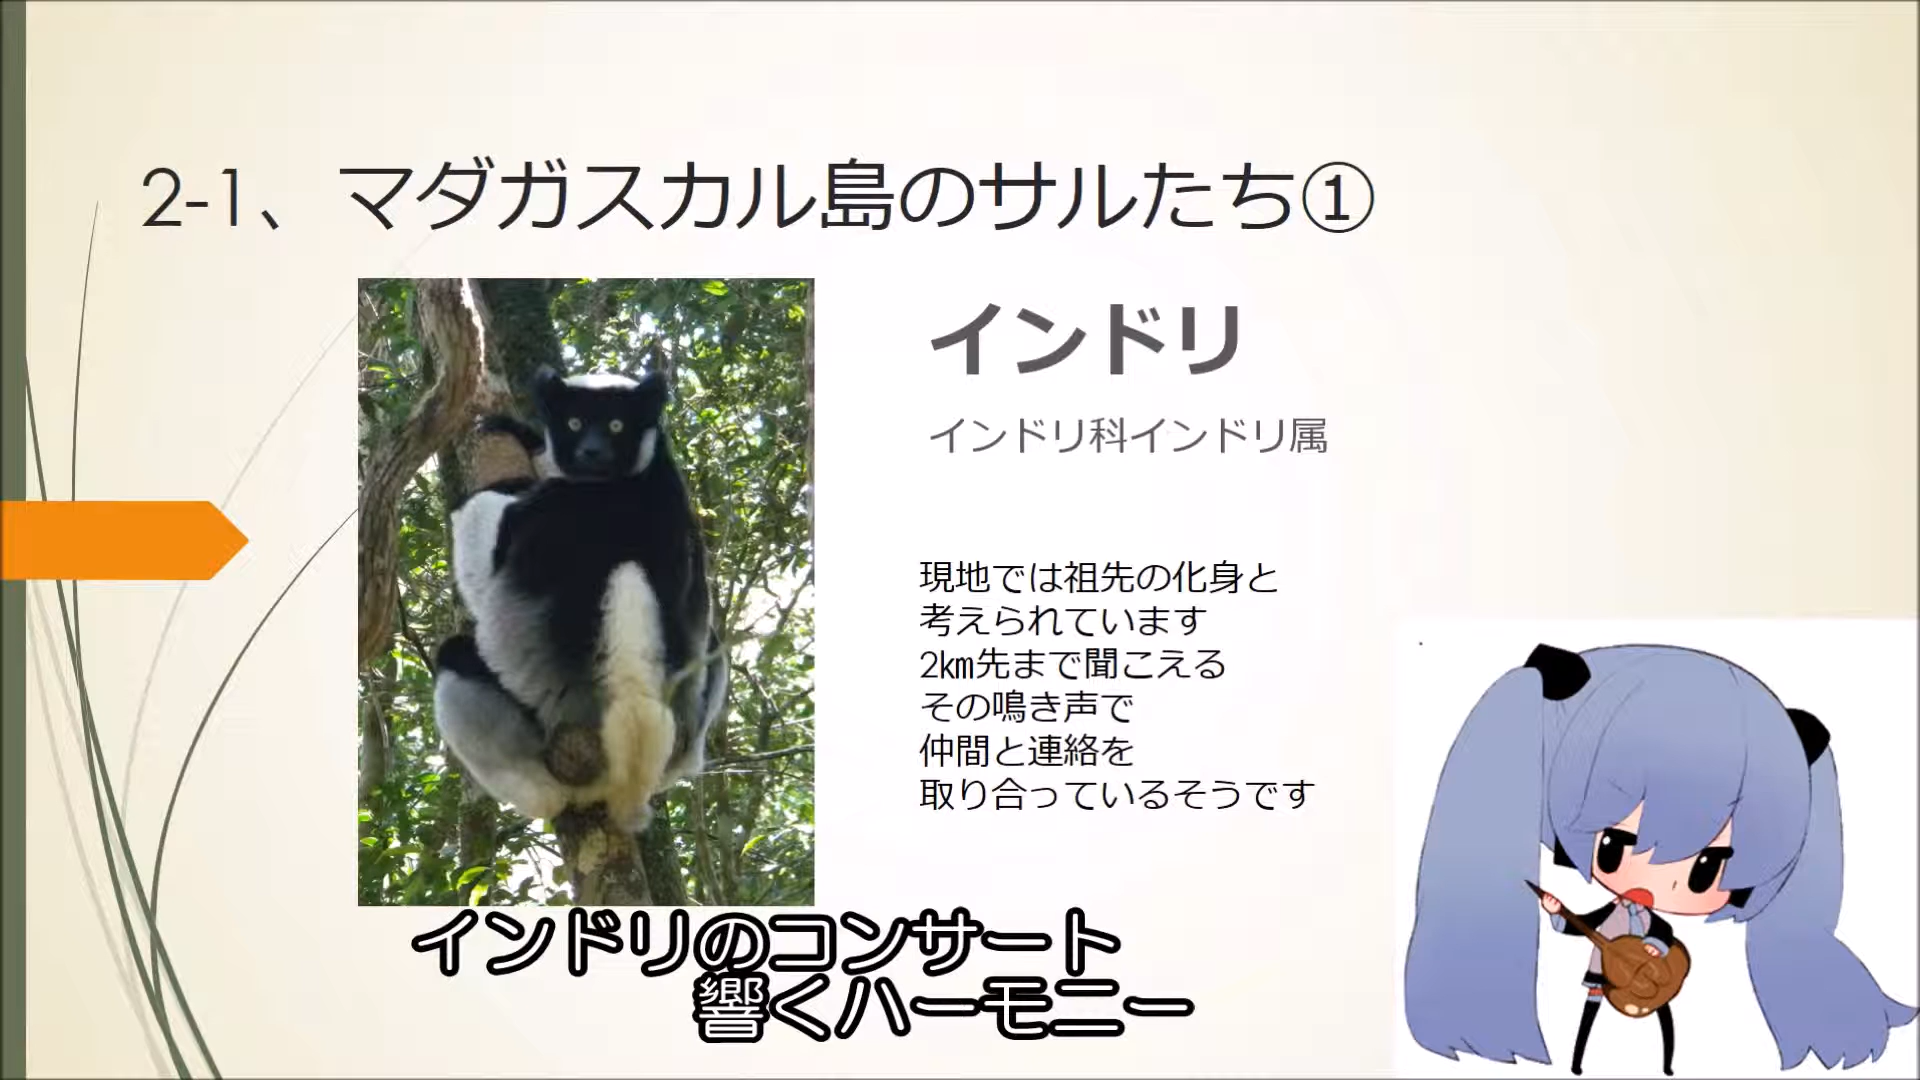 2-1、マダガスカル島のサルたち①
インドリ
インドリ科インドリ属
現地では祖先の化身と
考えられています
2㎞先まで聞こえる
その鳴き声で
仲間と連絡を
取り合っているそうです
インドリのコンサート
響くハーモニー